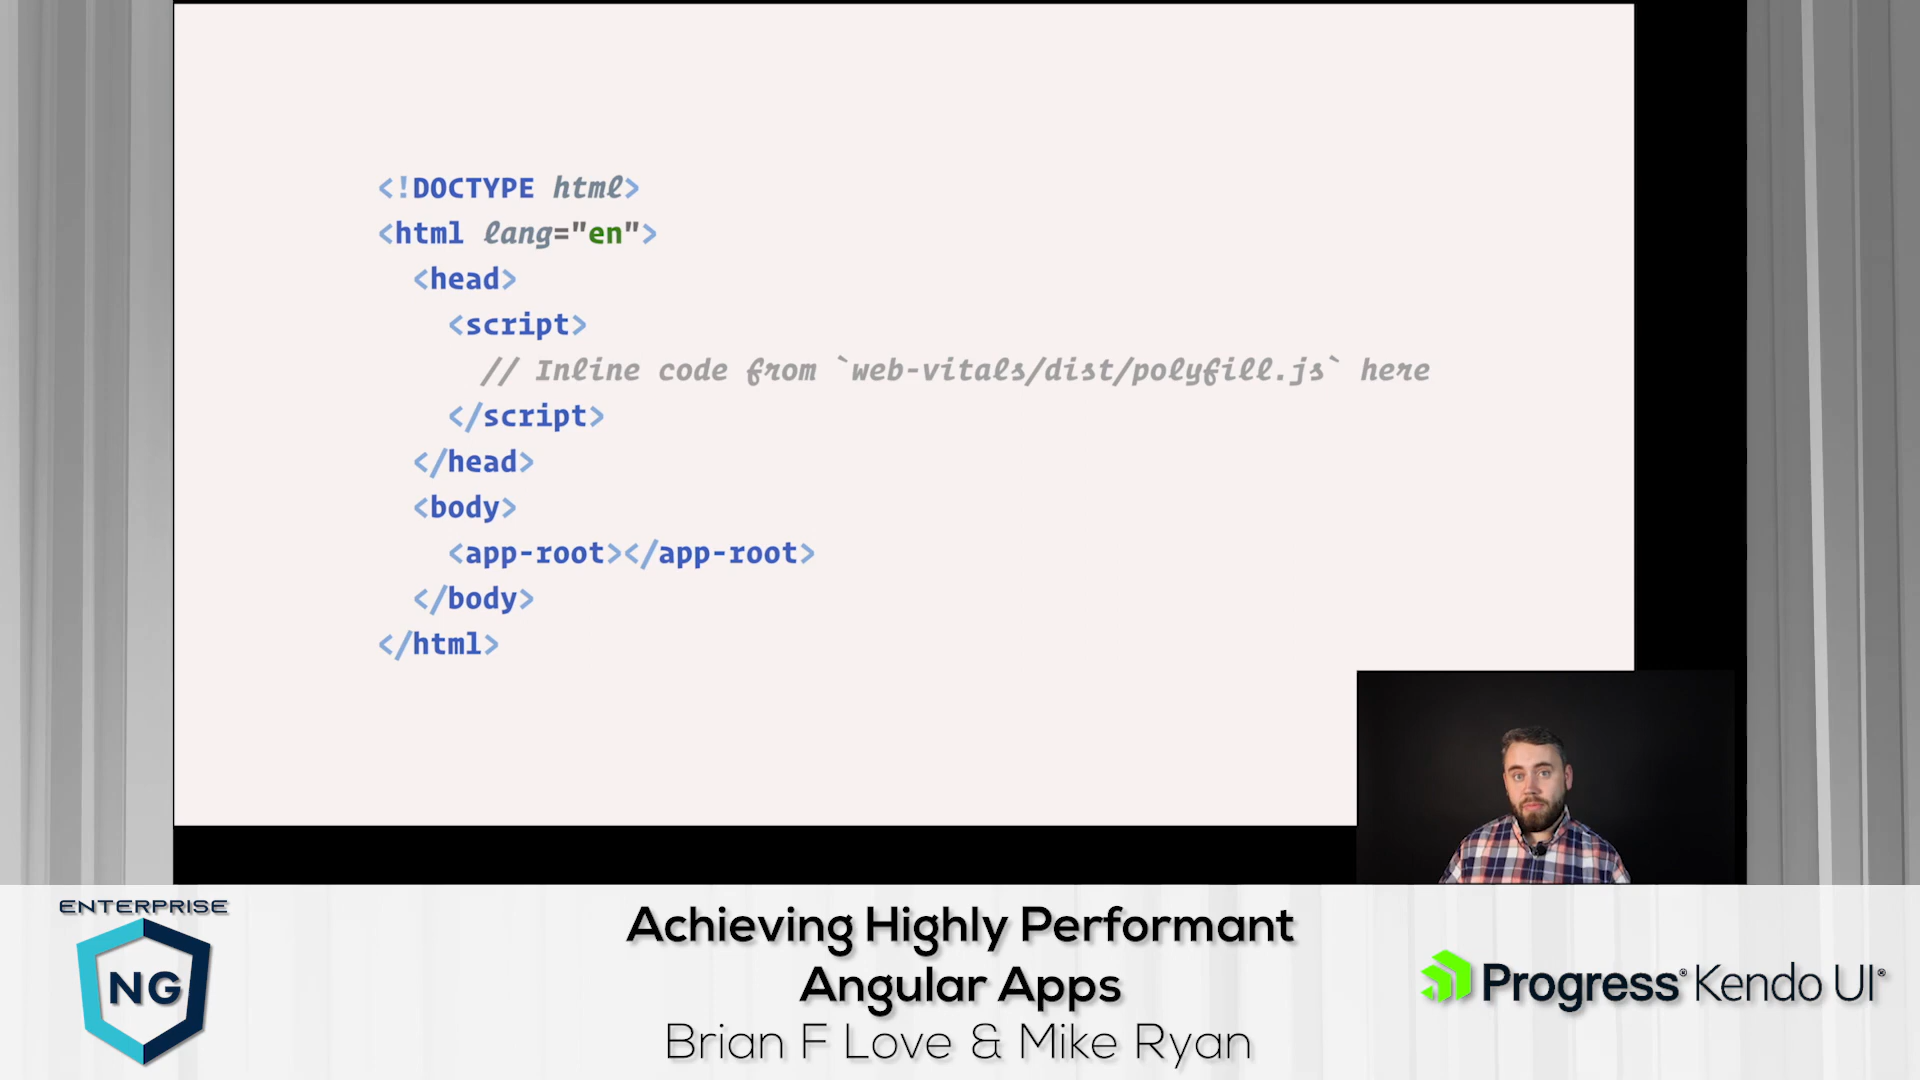 <!DOCTYPE html>
<html lang="en">
<head>
<script>
// Inline code from `web-vitals/dist/polyfill.js` here
</script>
</head>
<body>
<app-root></app-root>
</body>
</html>
ENTERPRISE
NG
Achieving Highly Performant
Angular Apps
Brian F Love & Mike Ryan
Progress® Kendo UI®